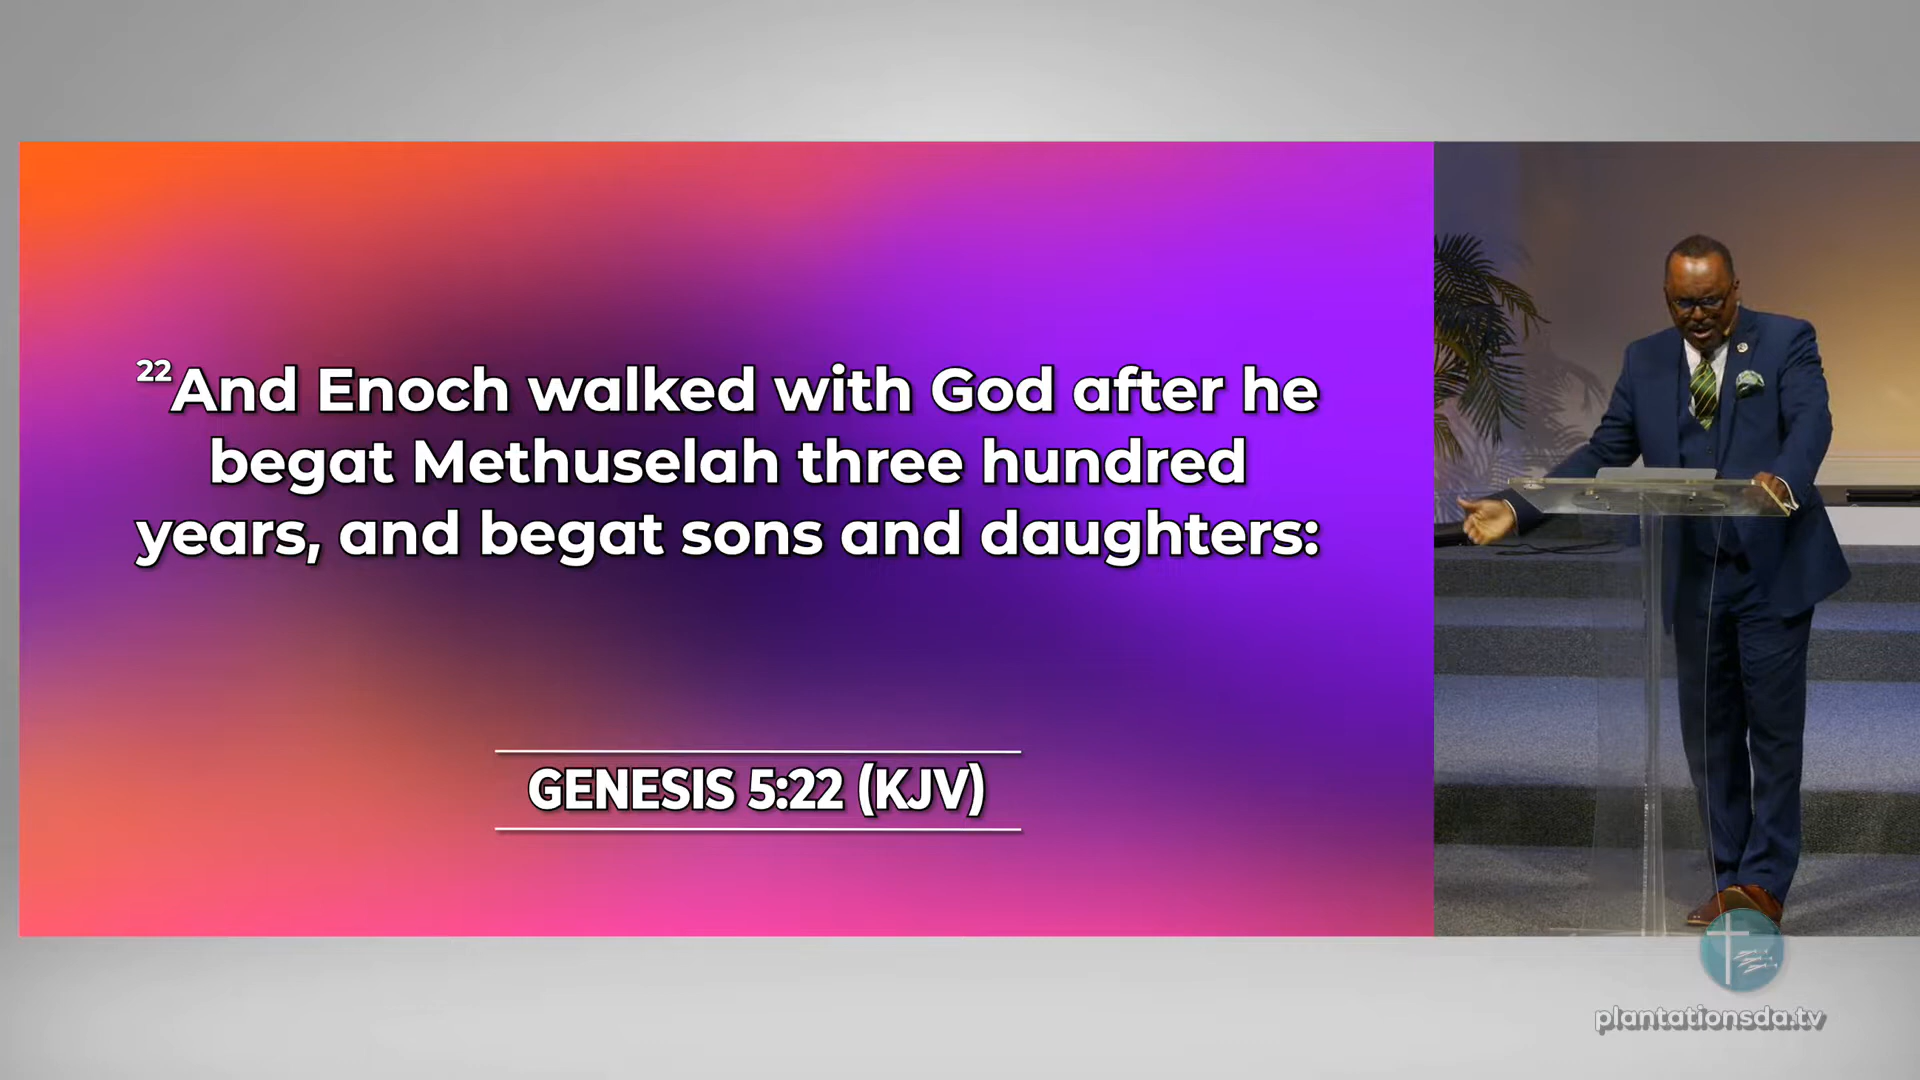 22And Enoch walked with God after he
begat Methuselah three hundred
years, and begat sons and daughters:
GENESIS 5:22 (KJV)
plantationsda.tv